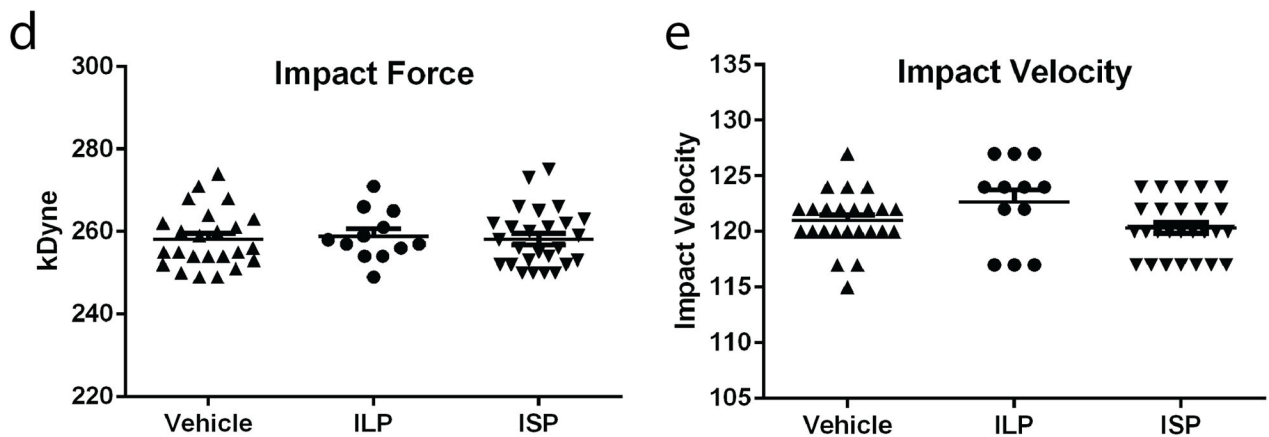 d
Impact Force
kDyne
300
280
260
240
220
Vehicle ILP ISP
e
Impact Velocity
Impact Velocity
135
130
125
120
115
110
105
Vehicle ILP ISP